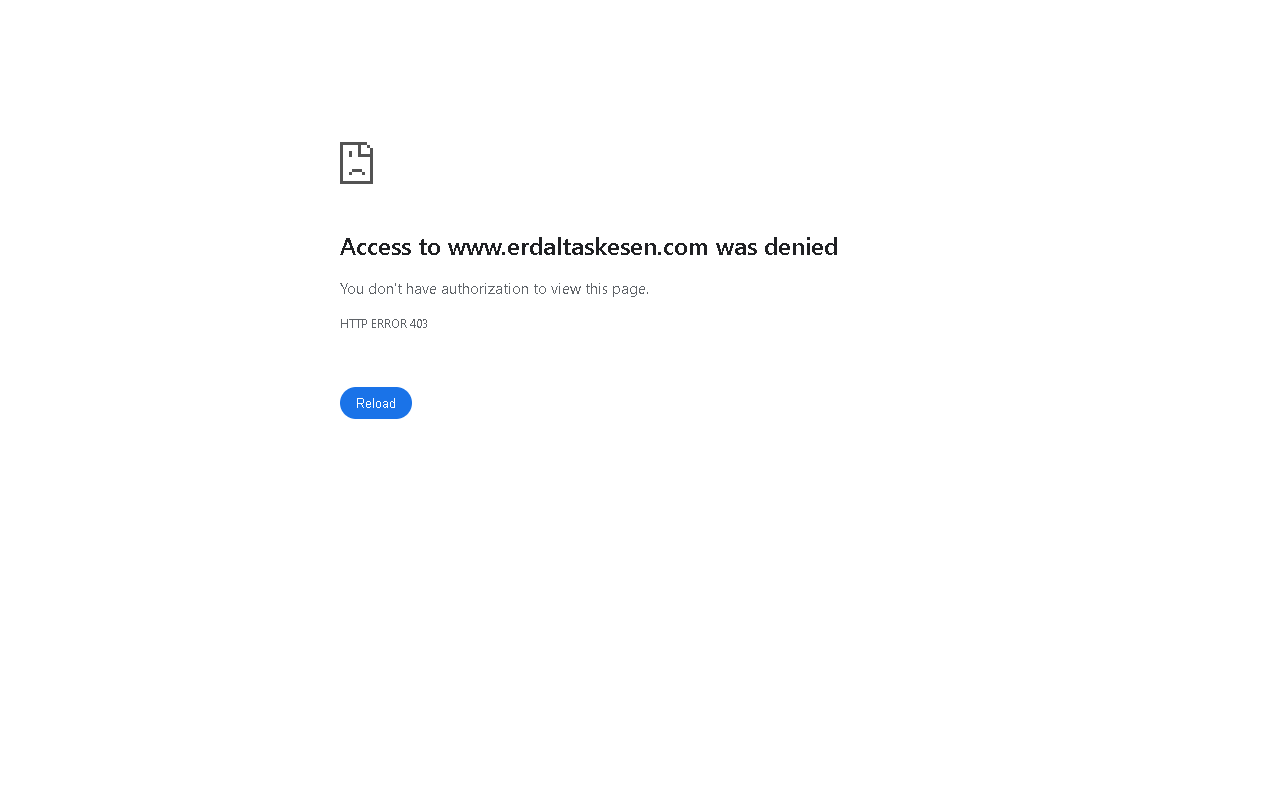 Access to www.erdaltaskesen.com was denied
You don't have authorization to view this page.
HTTP ERROR 403
Reload